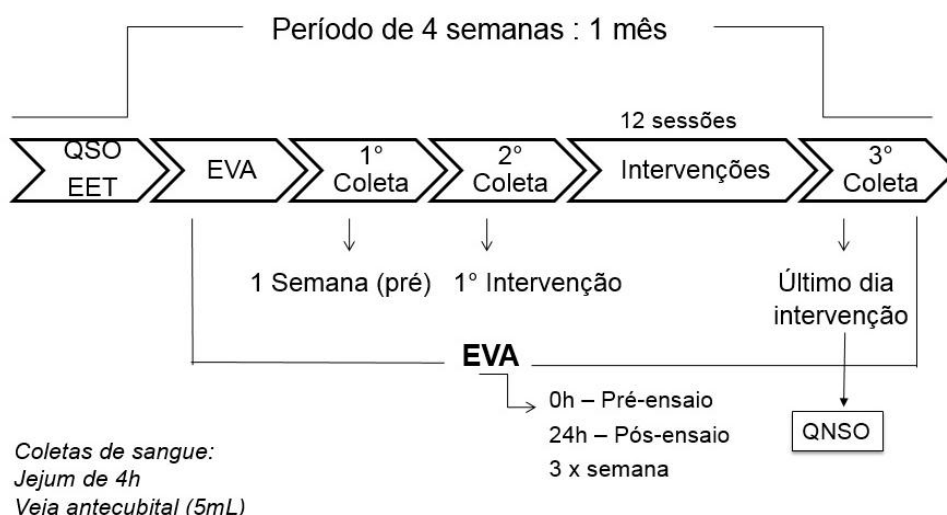 Período de 4 semanas : 1 mês
12 sessões
QSO
EET
EVA
1°
Coleta
2°
Coleta
Intervenções
3°
Coleta
1 Semana (pré)
1° Intervenção
Último dia
intervenção
EVA
0h – Pré-ensaio
24h – Pós-ensaio
3 x semana
QNSO
Coletas de sangue:
Jejum de 4h
Veia antecubital (5mL)